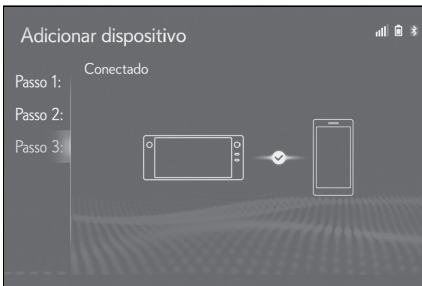 Adicionar dispositivo
Conectado
Passo 1:
Passo 2:
Passo 3: